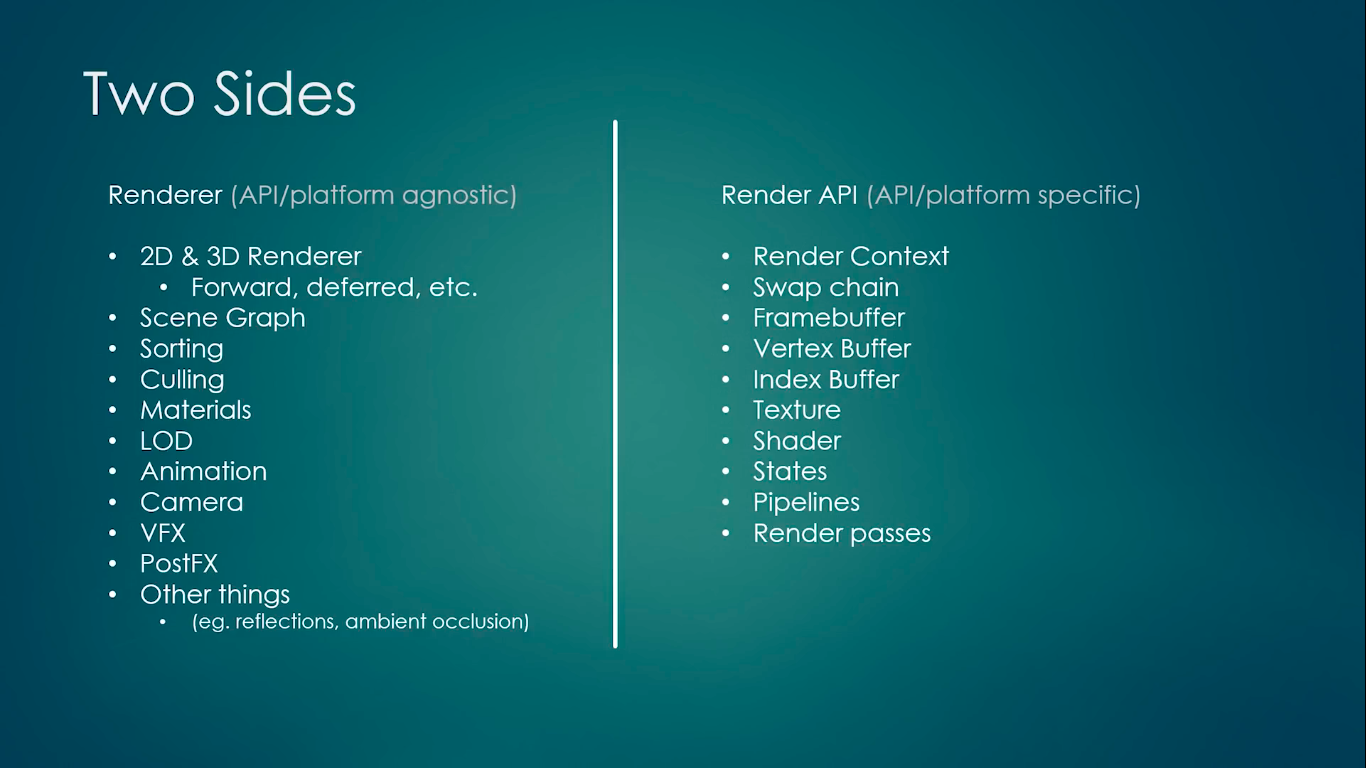 Two Sides
Renderer (API/platform agnostic)
• 2D & 3D Renderer
• Forward, deferred, etc.
• Scene Graph
• Sorting
• Culling
• Materials
• LOD
• Animation
• Camera
• VFX
• PostFX
• Other things
• (eg. reflections, ambient occlusion)
Render API (API/platform specific)
• Render Context
• Swap chain
• Framebuffer
• Vertex Buffer
• Index Buffer
• Texture
• Shader
• States
• Pipelines
• Render passes